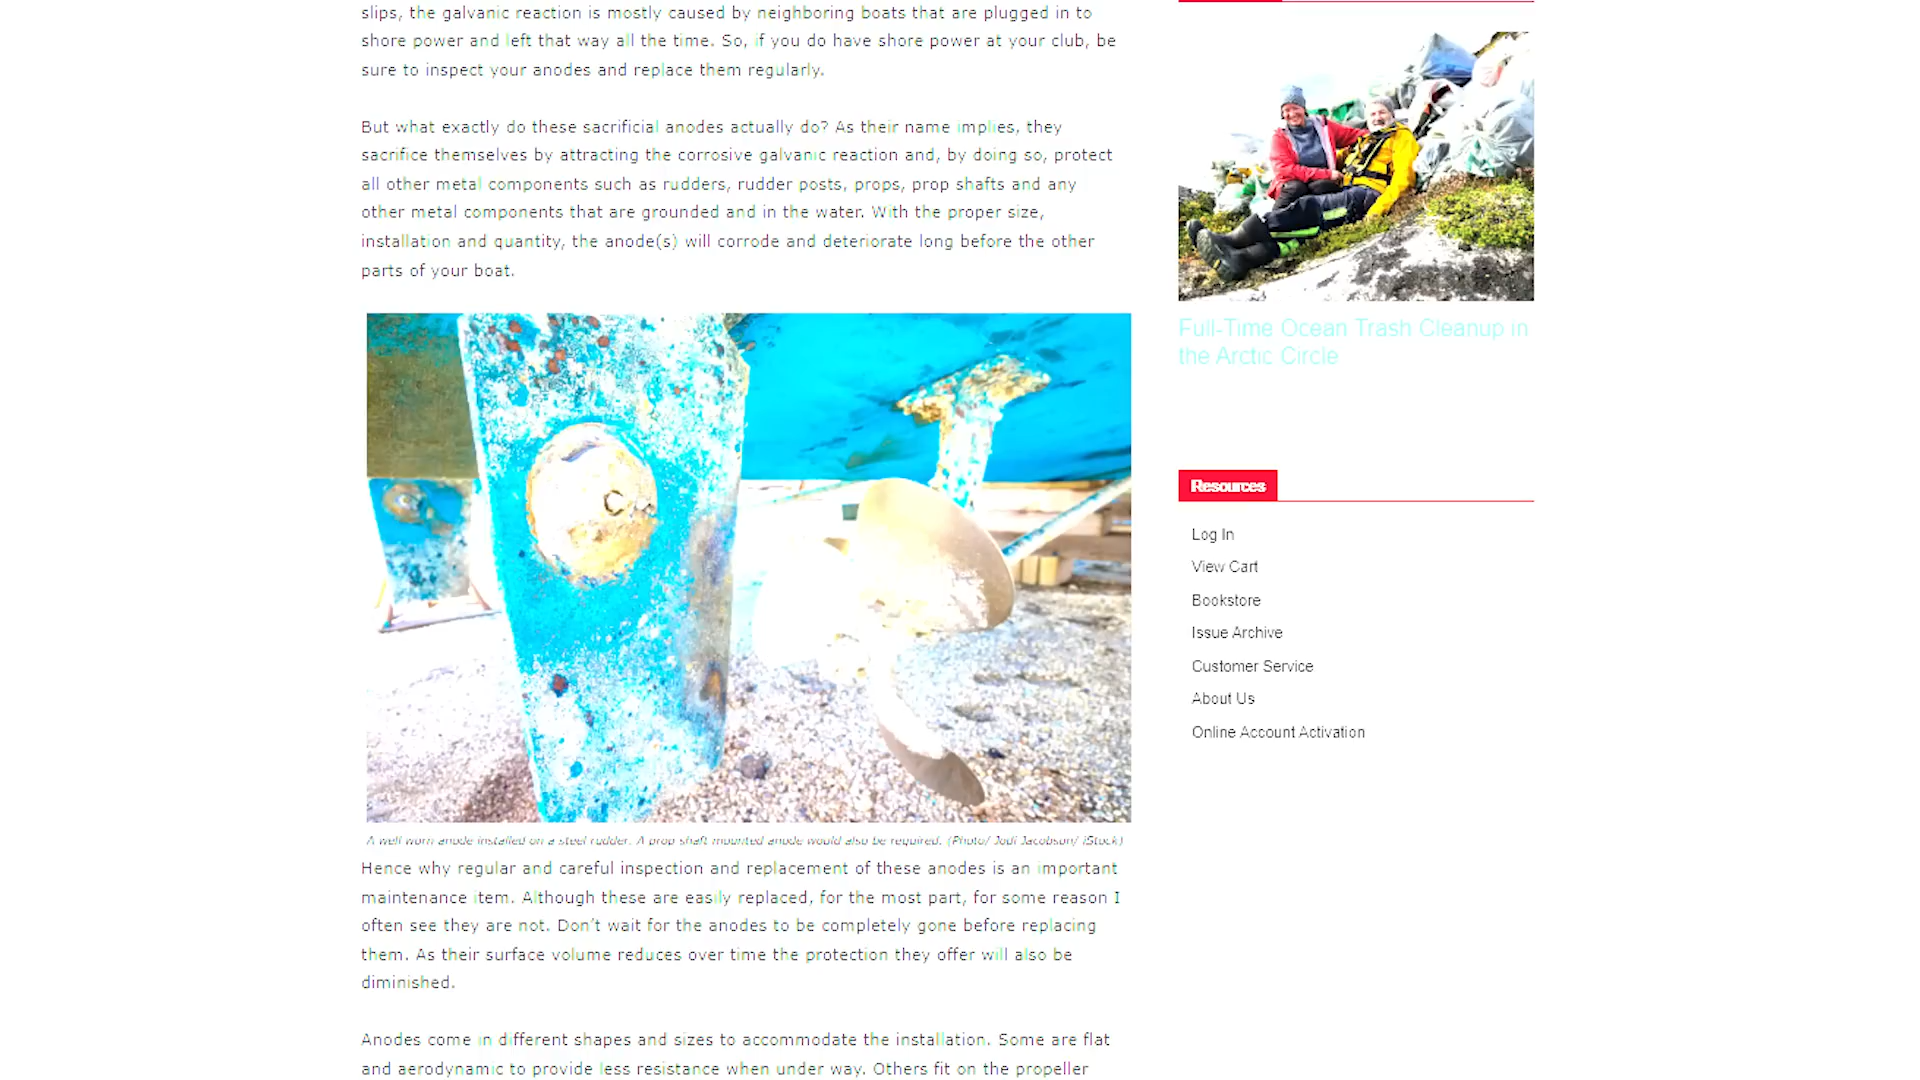 slips, the galvanic reaction is mostly caused by neighboring boats that are plugged in to
shore power and left that way all the time. So, if you do have shore power at your club, be
sure to inspect your anodes and replace them regularly.
But what exactly do these sacrificial anodes actually do? As their name implies, they
sacrifice themselves by attracting the corrosive galvanic reaction and, by doing so, protect
all other metal components such as rudders, rudder posts, props, prop shafts and any
other metal components that are grounded and in the water. With the proper size,
installation and quantity, the anode(s) will corrode and deteriorate long before the other
parts of your boat.
A well worn anode installed on a steel rudder. A prop shaft mounted anode would also be required. (Photo/ Jodi Jacobson/ iStock)
Hence why regular and careful inspection and replacement of these anodes is an important
maintenance item. Although these are easily replaced, for the most part, for some reason I
often see they are not. Don’t wait for the anodes to be completely gone before replacing
them. As their surface volume reduces over time the protection they offer will also be
diminished.
Anodes come in different shapes and sizes to accommodate the installation. Some are flat
and aerodynamic to provide less resistance when under way. Others fit on the propeller
Full-Time Ocean Trash Cleanup in
the Arctic Circle
Resources
Log In
View Cart
Bookstore
Issue Archive
Customer Service
About Us
Online Account Activation